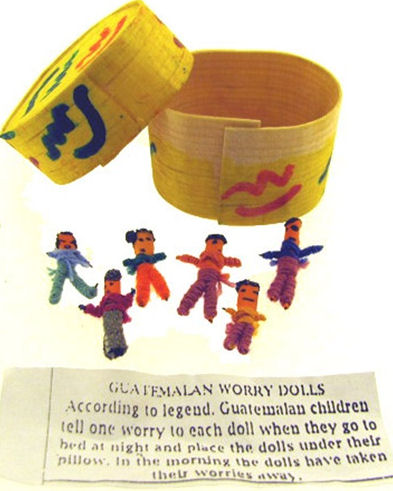 GUATEMALAN WORRY DOLLS
According to legend. Guatemalan children
tell one worry to each doll when they go to
bed at night and place the dolls under their
pillow. In the morning the dolls have taken
their worries away.